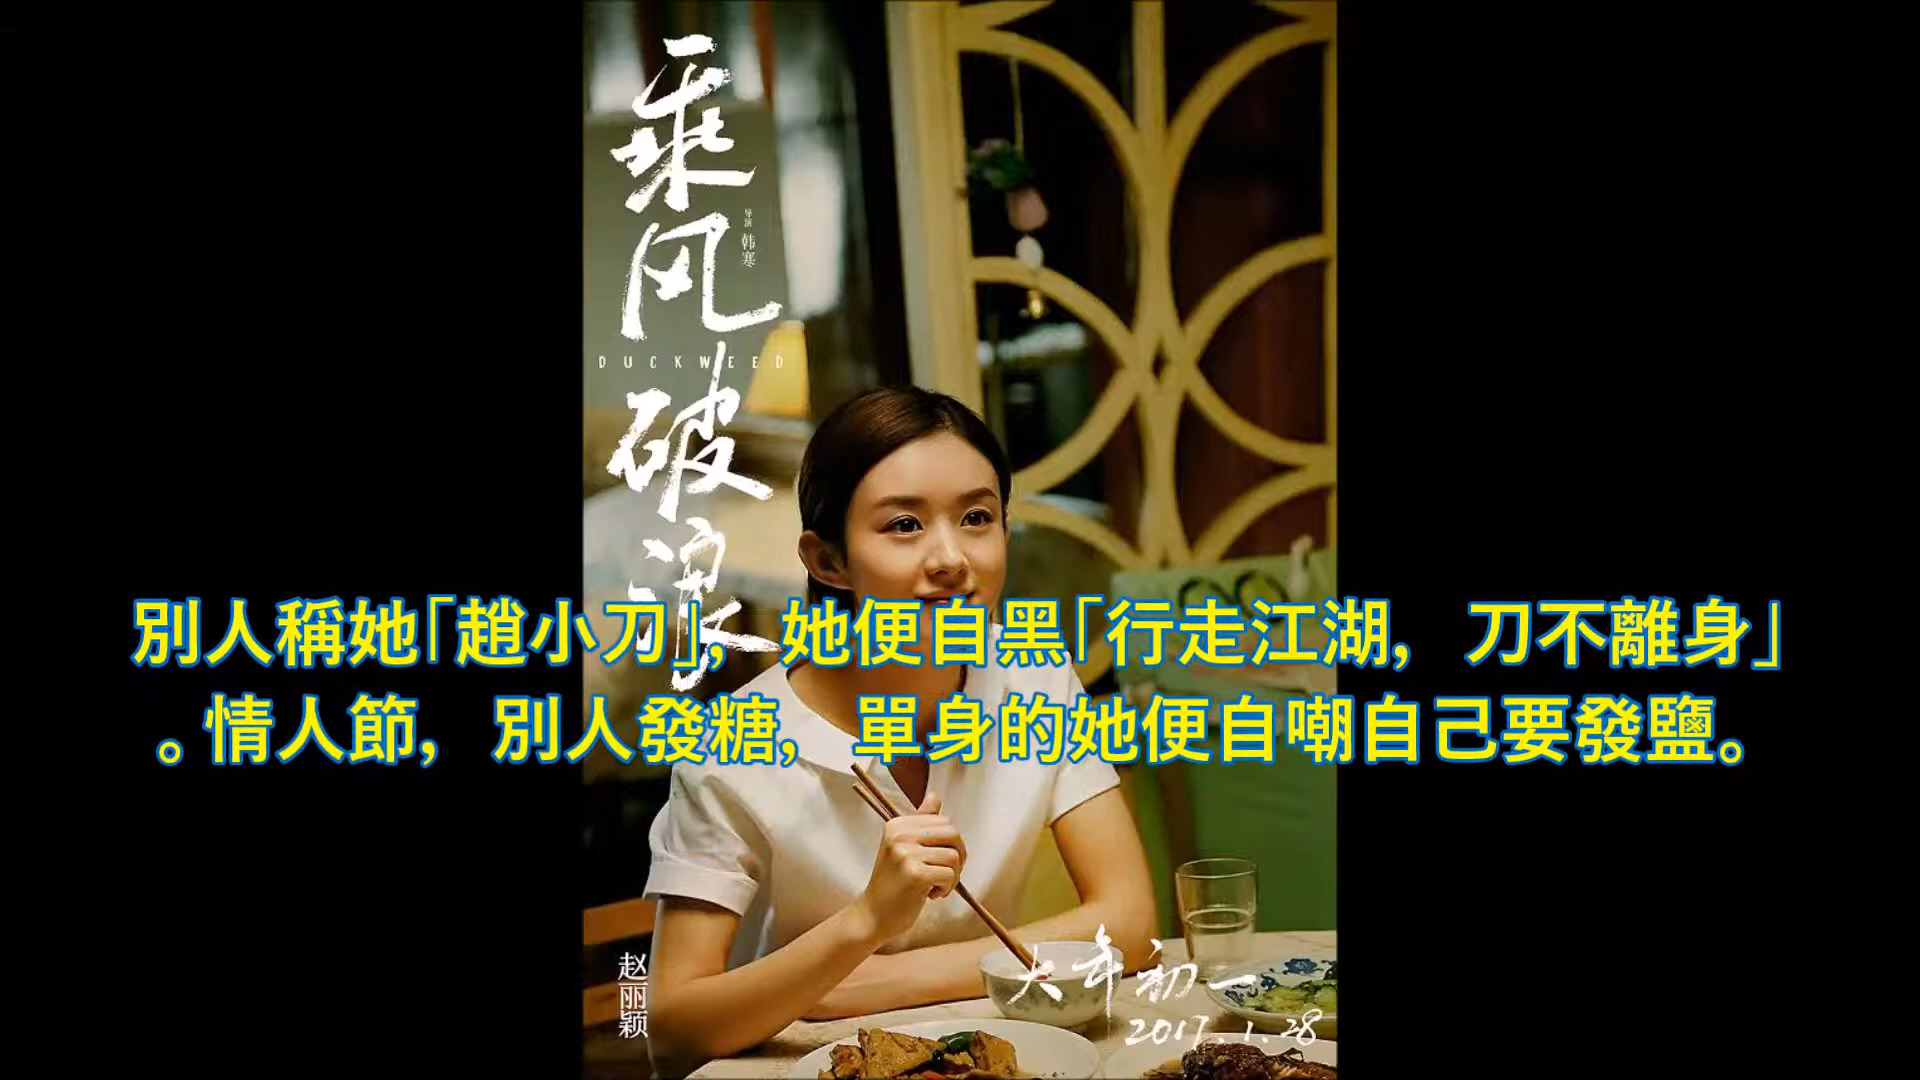 乘风破浪
导演 韩寒
DUCKWEED
別人稱她「趙小刀」，她便自黑「行走江湖，刀不離身」
。情人節，別人發糖，單身的她便自嘲自己要發鹽。
赵丽颖
大年初一
2017.1.28